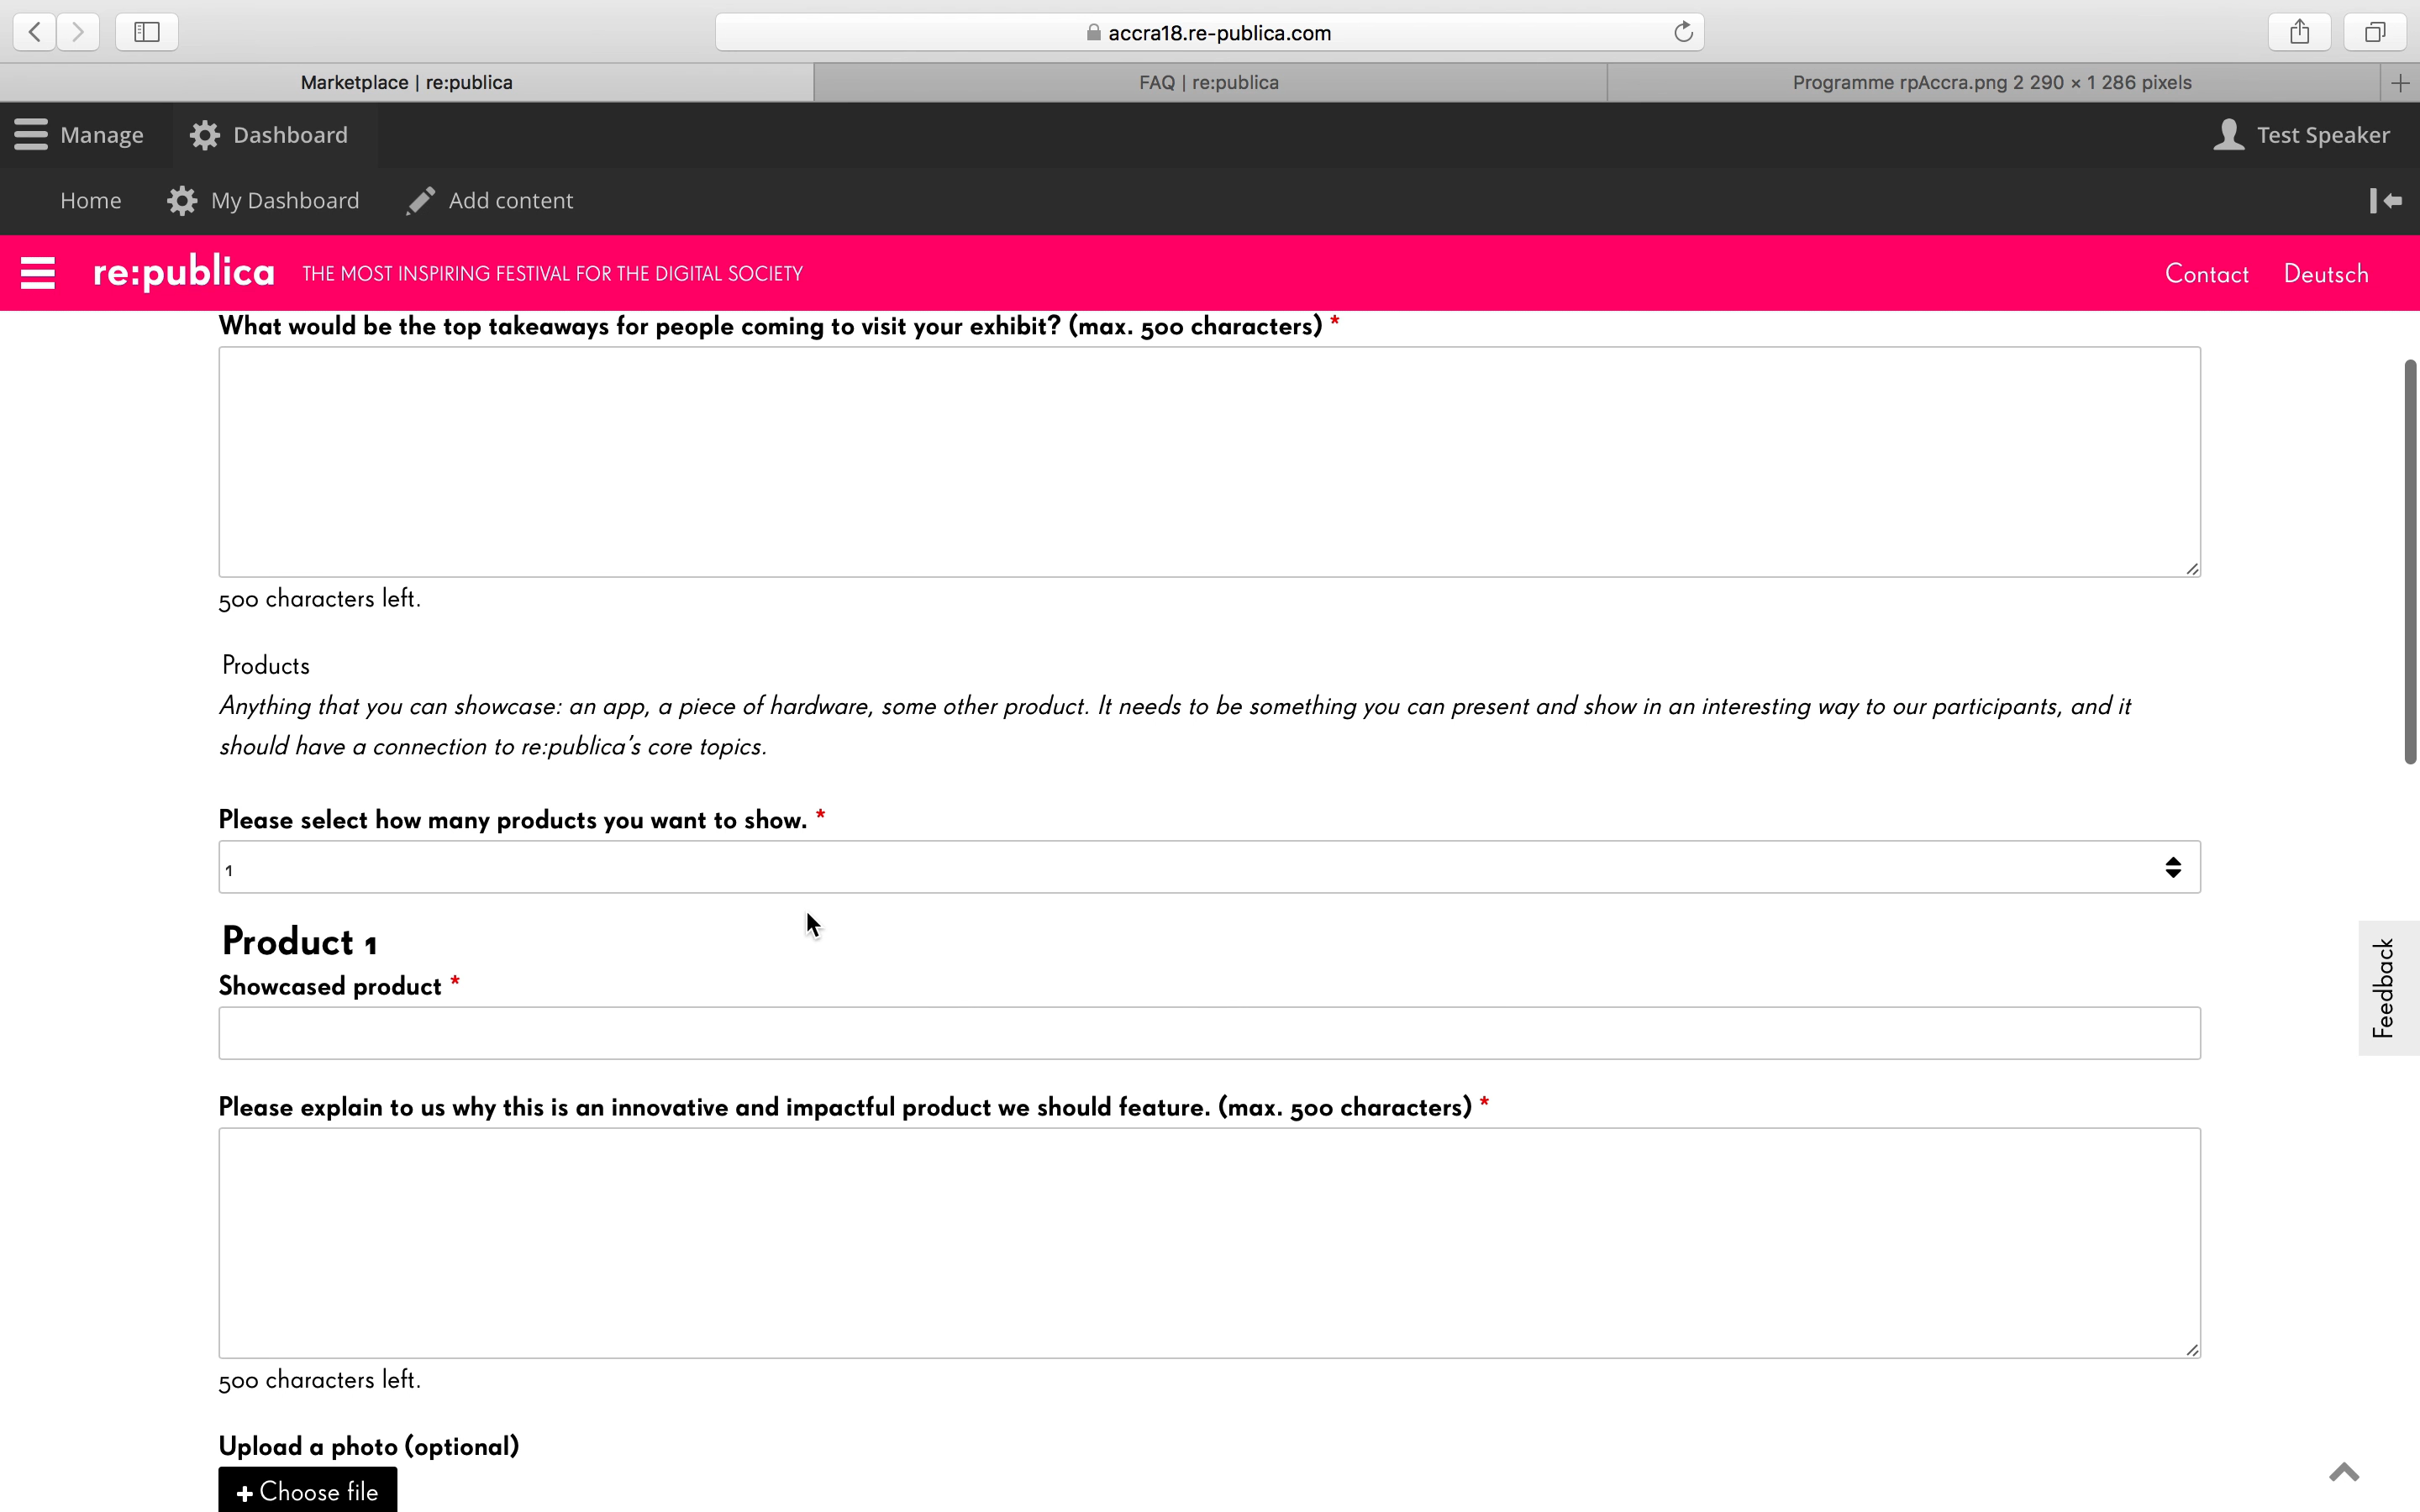 accra18.re-publica.com
Marketplace | re:publica
FAQ | re:publica
Programme rpAccra.png 2 290 × 1 286 pixels
Manage
Dashboard
Test Speaker
Home
My Dashboard
Add content
re:publica
THE MOST INSPIRING FESTIVAL FOR THE DIGITAL SOCIETY
Contact
Deutsch
What would be the top takeaways for people coming to visit your exhibit? (max. 500 characters) *
500 characters left.
Products
Anything that you can showcase: an app, a piece of hardware, some other product. It needs to be something you can present and show in an interesting way to our participants, and it
should have a connection to re:publica's core topics.
Please select how many products you want to show. *
1
Product 1
Showcased product *
Feedback
Please explain to us why this is an innovative and impactful product we should feature. (max. 500 characters) *
500 characters left.
Upload a photo (optional)
+ Choose file